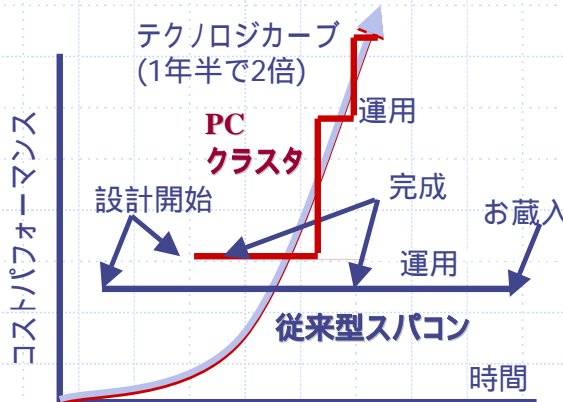 テクノロジカーブ
(1年半で2倍)
PC
クラスタ
運用
完成
設計開始
お蔵入
運用
従来型スパコン
コストパフォーマンス
時間